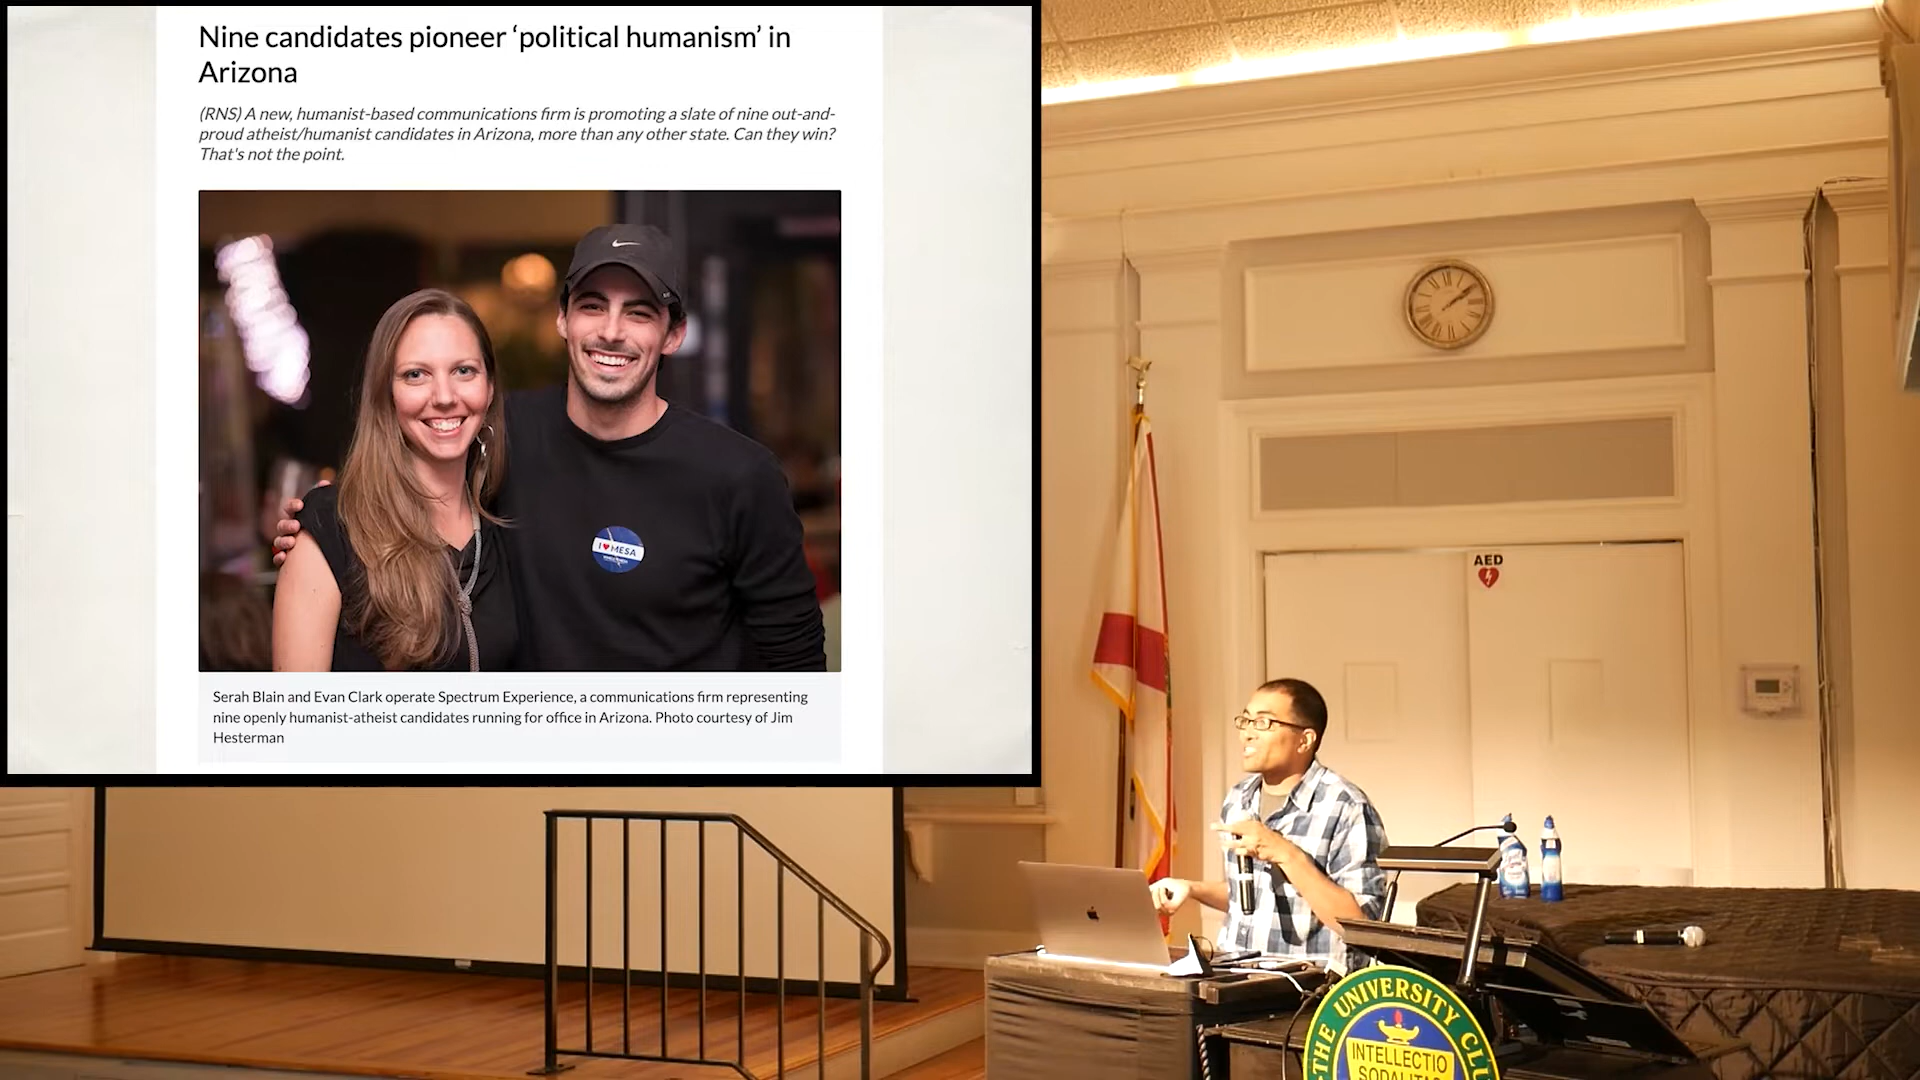 Nine candidates pioneer ‘political humanism’ in
Arizona
(RNS) A new, humanist-based communications firm is promoting a slate of nine out-and-
proud atheist/humanist candidates in Arizona, more than any other state. Can they win?
That's not the point.
I ♥ MESA
Serah Blain and Evan Clark operate Spectrum Experience, a communications firm representing
nine openly humanist-atheist candidates running for office in Arizona. Photo courtesy of Jim
Hesterman
AED
THE UNIVERSITY CLU
INTELLECTIO